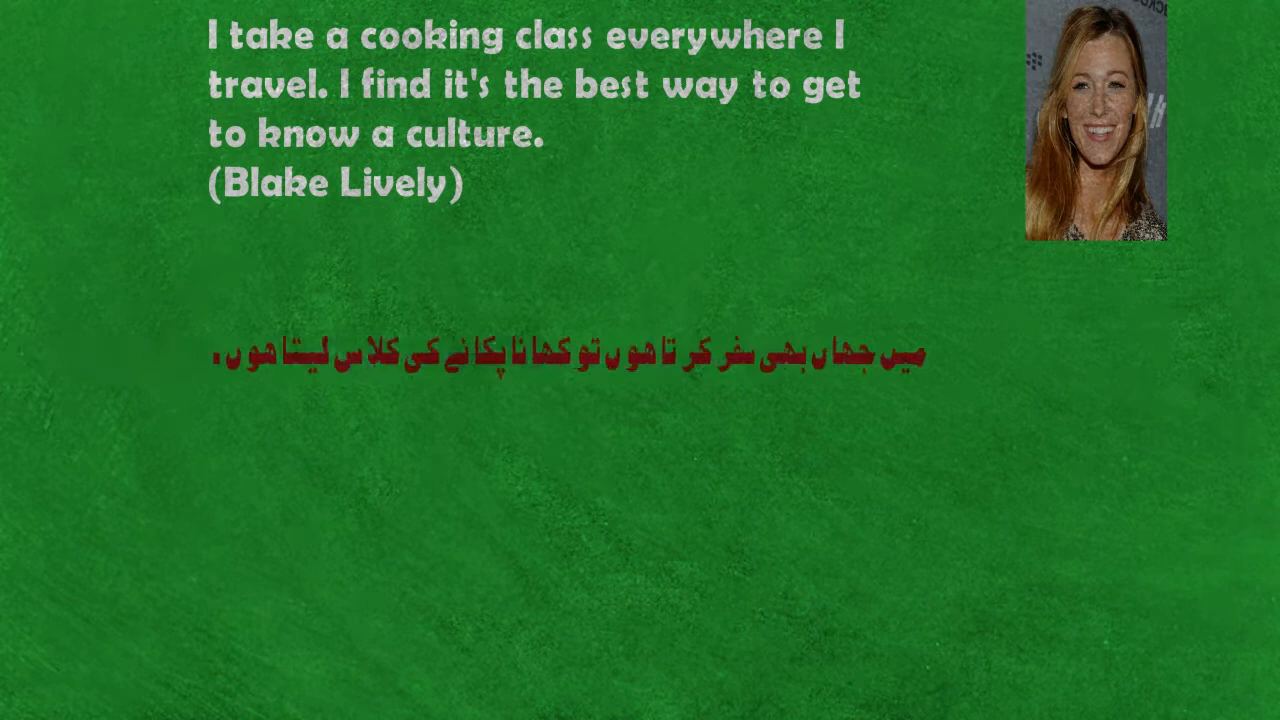 I take a cooking class everywhere I
travel. I find it's the best way to get
to know a culture.
(Blake Lively)
میں جہاں بھی سفر کرتا ہوں تو کھانا پکانے کی کلاس لیتا ہوں۔